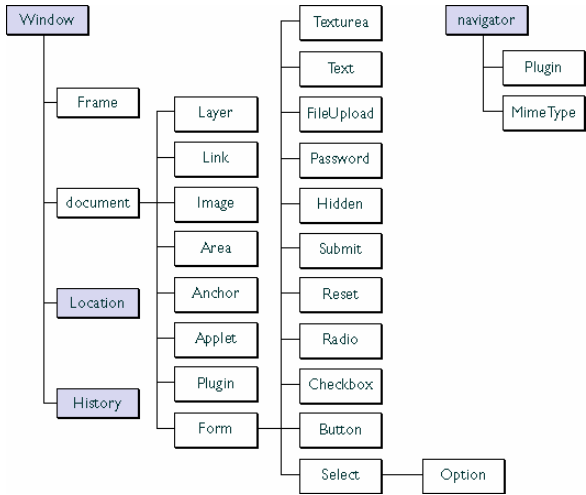 Window
Frame
document
Location
History
Layer
Link
Image
Area
Anchor
Applet
Plugin
Form
Texturea
Text
FileUpload
Password
Hidden
Submit
Reset
Radio
Checkbox
Button
Select
Option
navigator
Plugin
MimeType